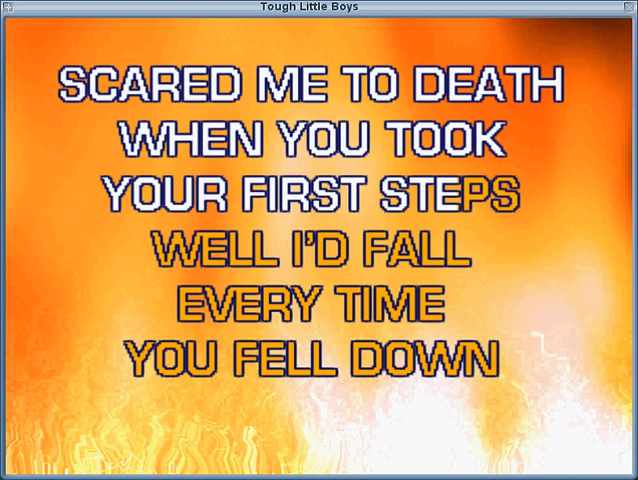 Tough Little Boys
SCARED ME TO DEATH
WHEN YOU TOOK
YOUR FIRST STEPS
WELL I'D FALL
EVERY TIME
YOU FELL DOWN